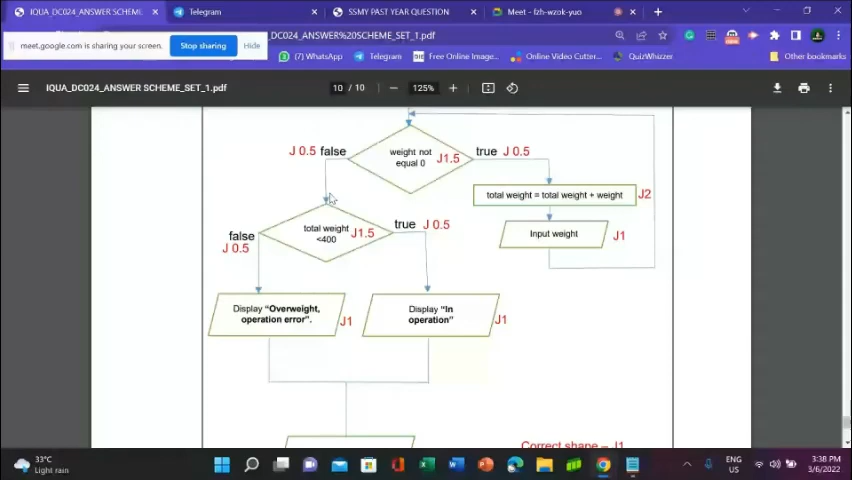 IQUA_DC024_ANSWER SCHEME_
Telegram
SSMY PAST YEAR QUESTION
Meet - fzh-wzok-yuo
meet.google.com is sharing your screen.
Stop sharing
Hide
_DC024_ANSWER%20SCHEME_SET_1.pdf
(1) WhatsApp
Telegram
Free Online Image...
Online Video Cutter...
QuizWhizzer
Other bookmarks
IQUA_DC024_ANSWER SCHEME_SET_1.pdf
10 / 10
125%
J 0.5 false
weight not
equal 0
J1.5
true J 0.5
total weight = total weight + weight
J2
Input weight
J1
false
J 0.5
total weight
<400
J1.5
true J 0.5
Display "Overweight,
operation error".
J1
Display "In
operation"
J1
Correct shape – J1
33°C
Light rain
ENG
US
3:38 PM
3/6/2022